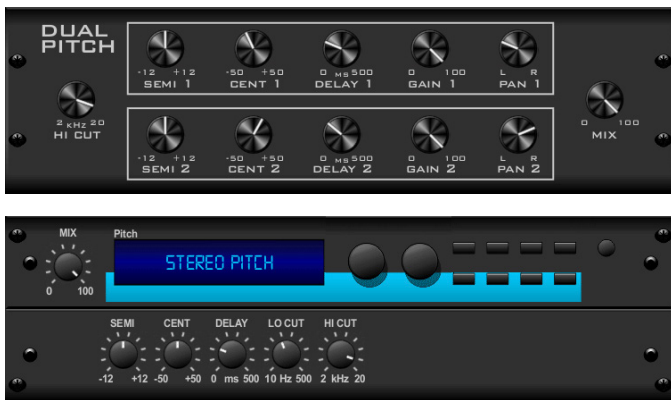 DUAL
PITCH
-12 +12
SEMI 1
-50 +50
CENT 1
0 MS 500
DELAY 1
0 100
GAIN 1
L R
PAN 1
2 KHZ 20
HI CUT
0 100
MIX
-12 +12
SEMI 2
-50 +50
CENT 2
0 MS 500
DELAY 2
0 100
GAIN 2
L R
PAN 2
MIX
0 100
Pitch
STEREO PITCH
SEMI CENT DELAY LO CUT HI CUT
-12 +12 -50 +50 0 ms 500 10 Hz 500 2 kHz 20